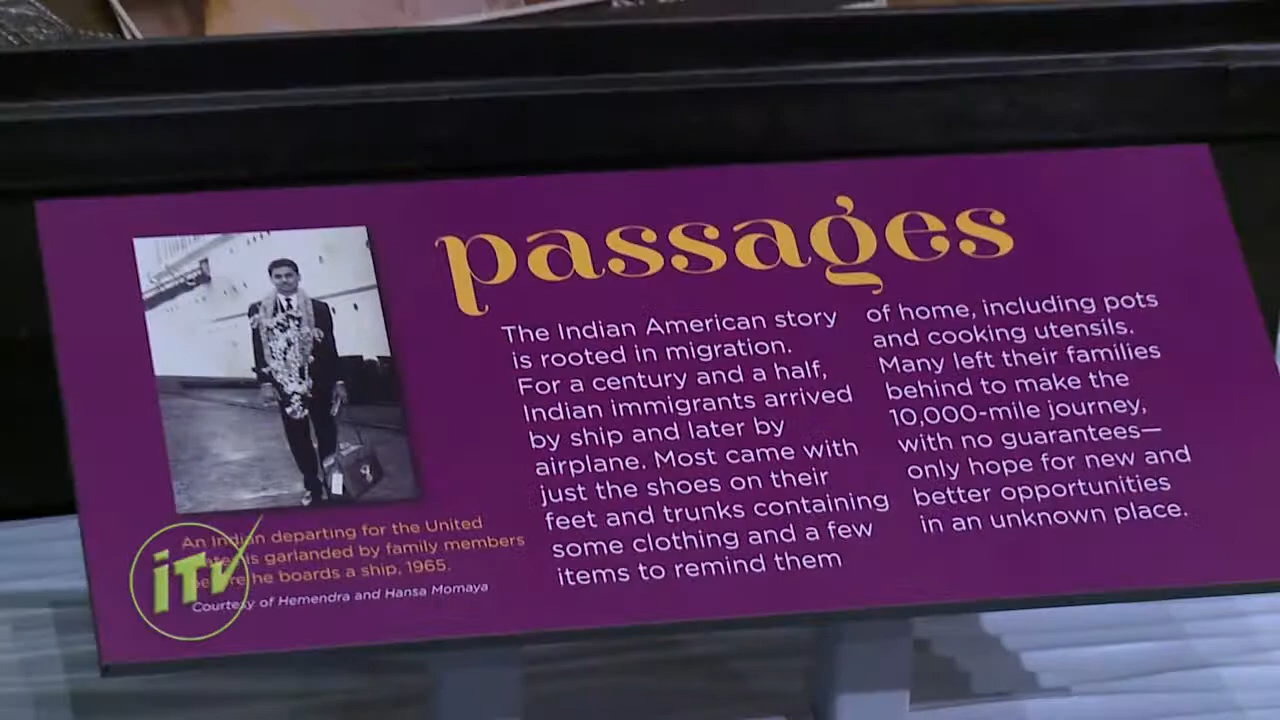 passages
The Indian American story
is rooted in migration.
For a century and a half,
Indian immigrants arrived
by ship and later by
airplane. Most came with
just the shoes on their
feet and trunks containing
some clothing and a few
items to remind them
of home, including pots
and cooking utensils.
Many left their families
behind to make the
10,000-mile journey,
with no guarantees—
only hope for new and
better opportunities
in an unknown place.
An Indian departing for the United
is garlanded by family members
he boards a ship, 1965.
Courtesy of Hemendra and Hansa Momaya
iTV